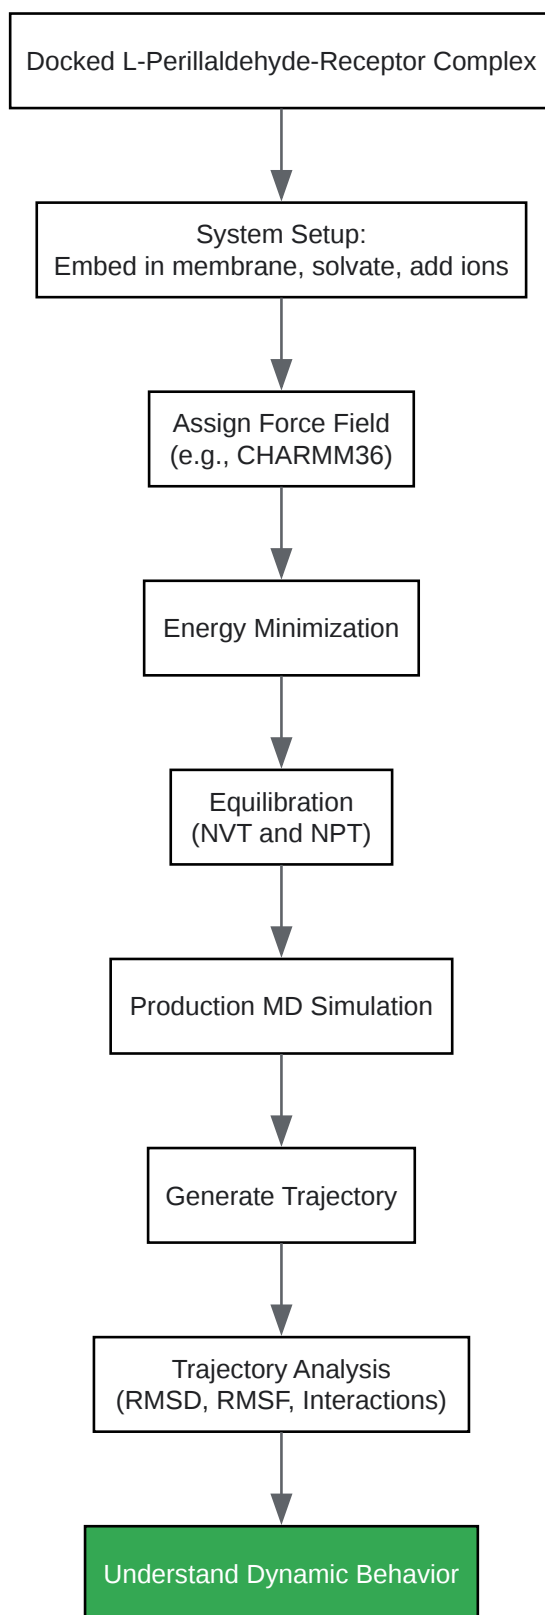 Docked L-Perillaldehyde-Receptor Complex
System Setup:
Embed in membrane, solvate, add ions
Assign Force Field
(e.g., CHARMM36)
Energy Minimization
Equilibration
(NVT and NPT)
Production MD Simulation
Generate Trajectory
Trajectory Analysis
(RMSD, RMSF, Interactions)
Understand Dynamic Behavior